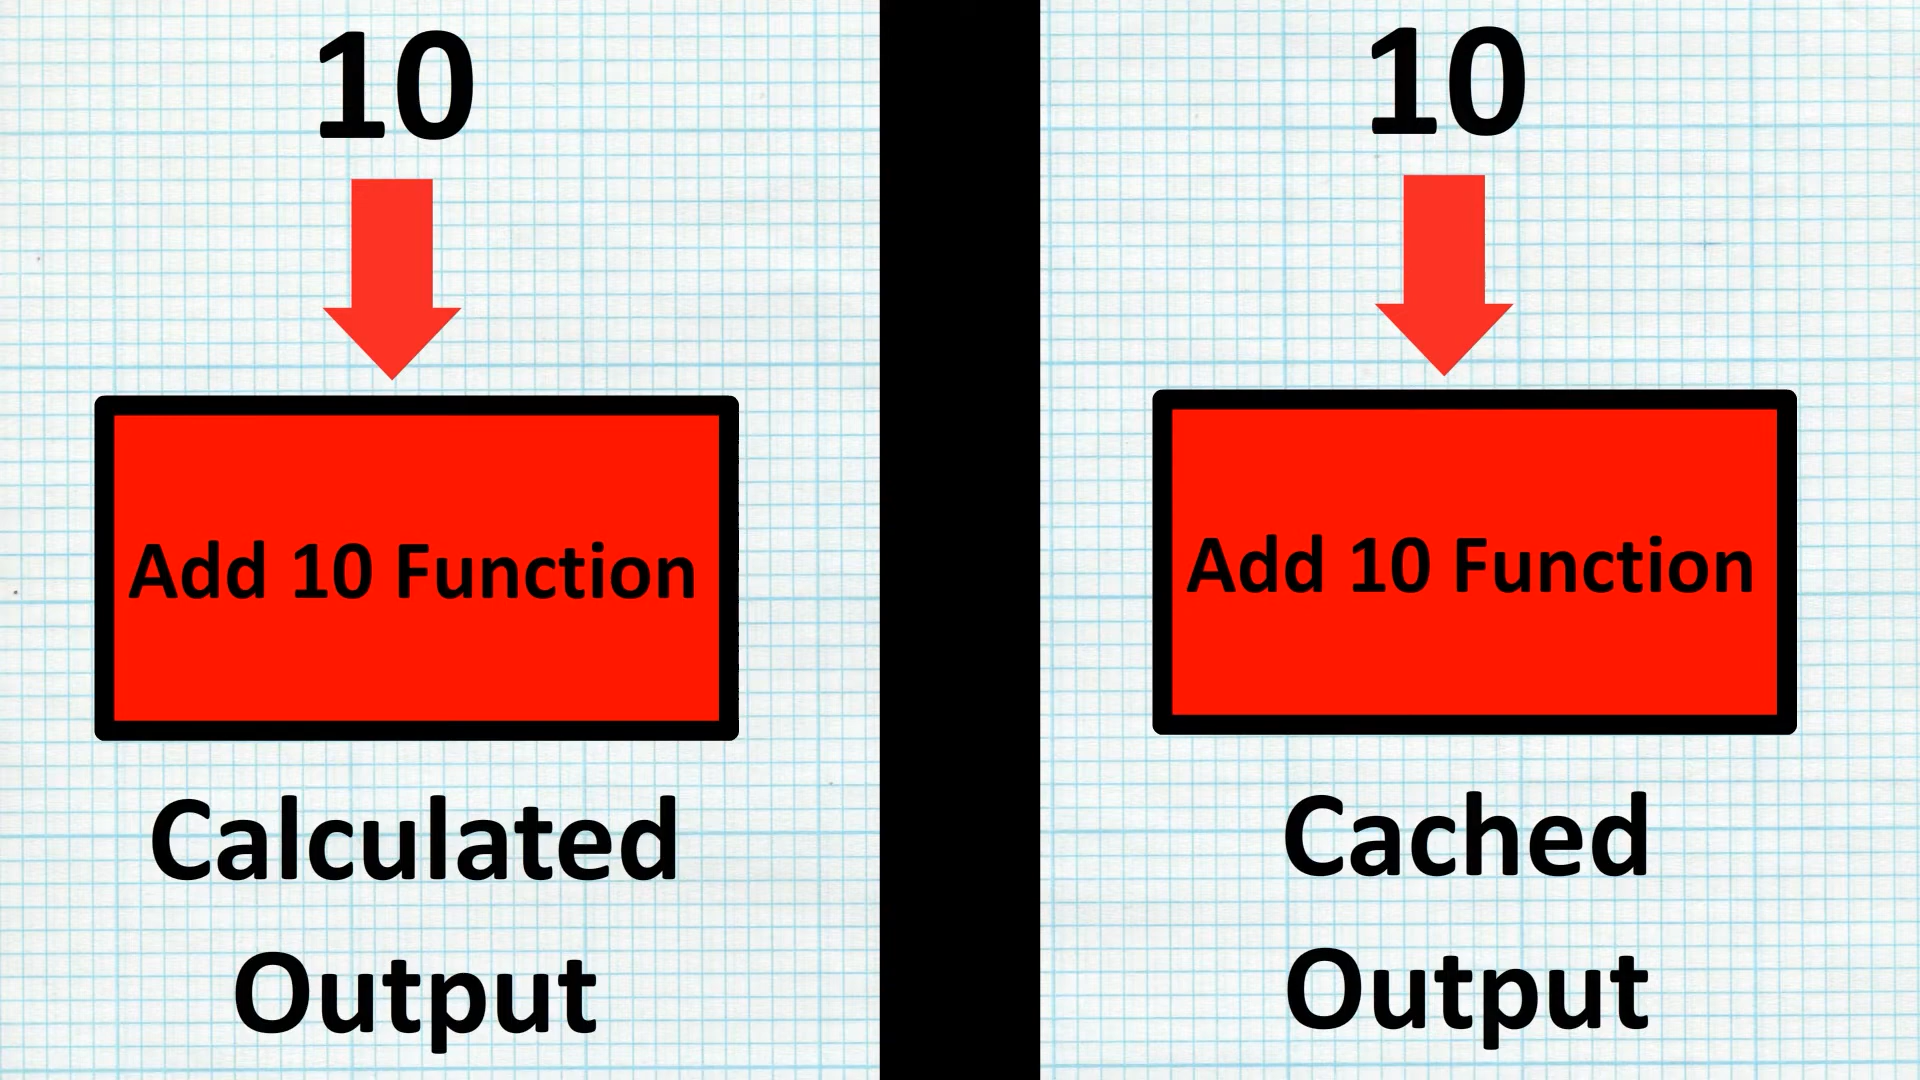 10
Add 10 Function
Calculated
Output
10
Add 10 Function
Cached
Output